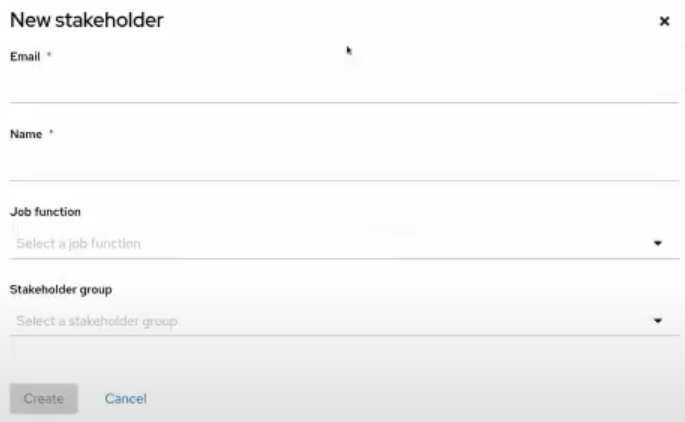 New stakeholder
Email *
Name *
Job function
Select a job function
Stakeholder group
Select a stakeholder group
Create Cancel